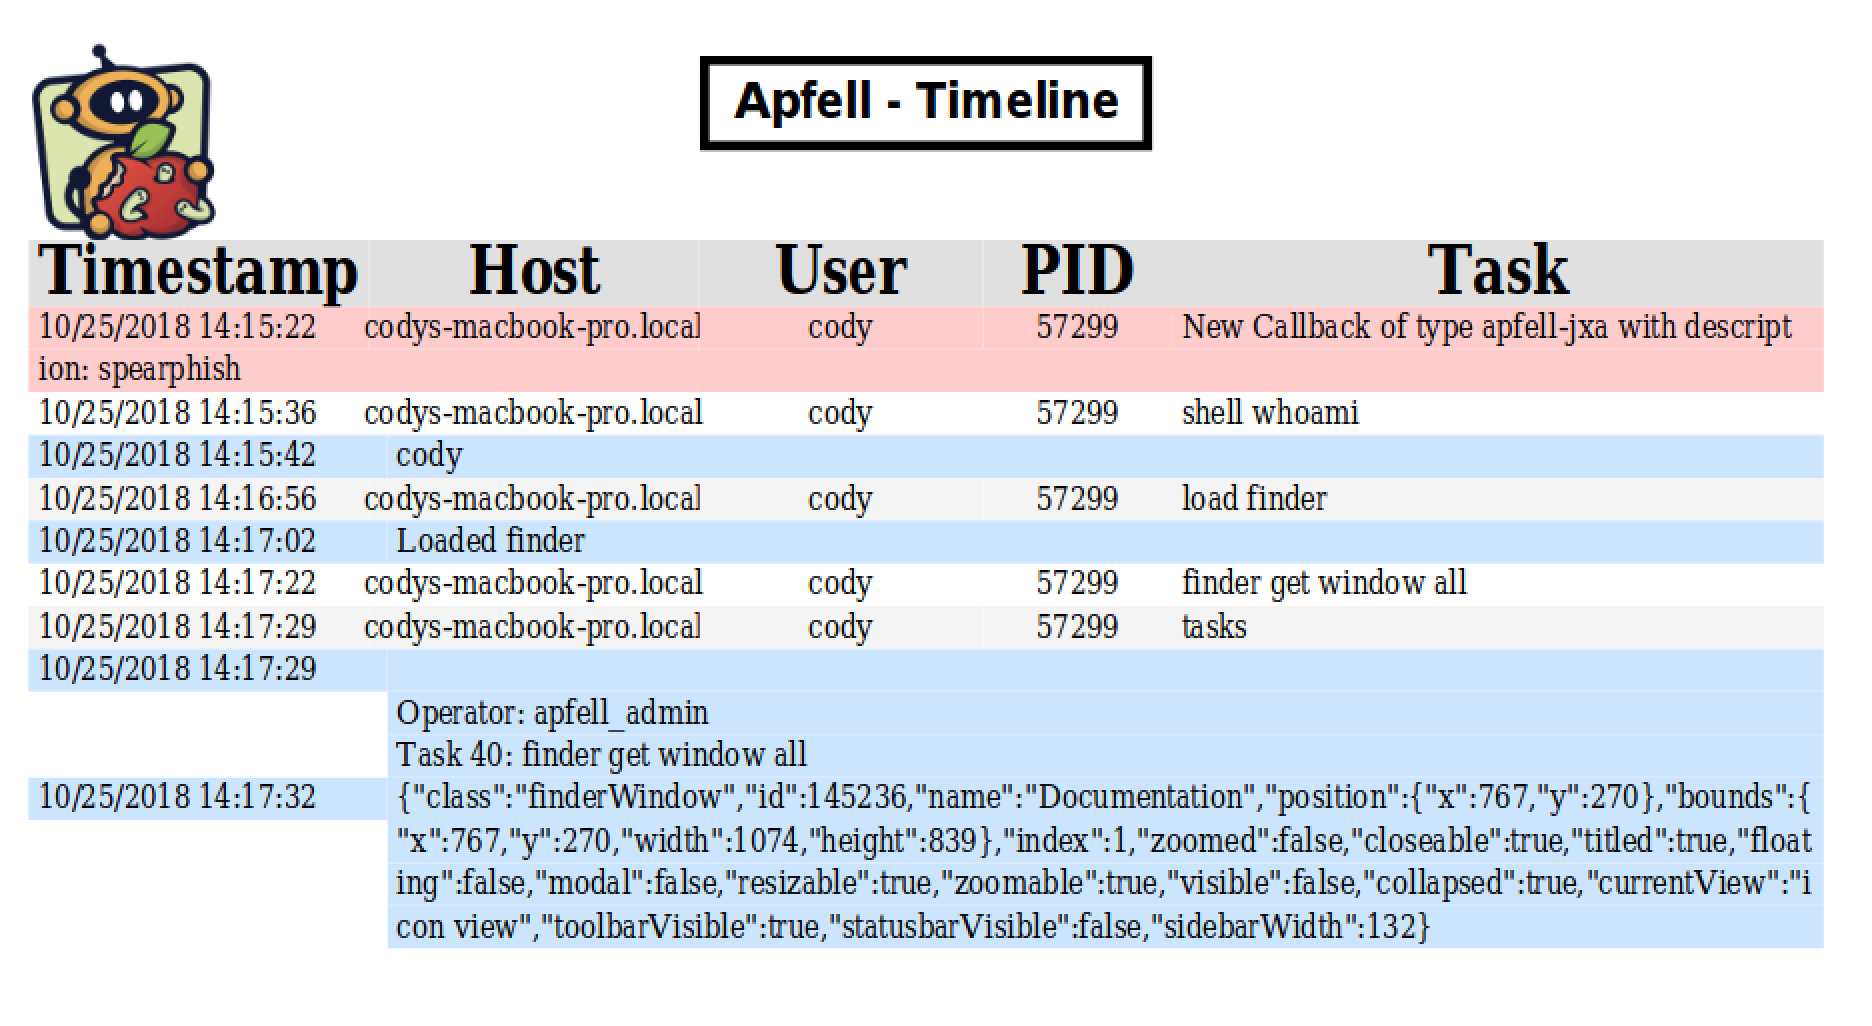 Apfell - Timeline
Timestamp Host User PID Task
10/25/2018 14:15:22 codys-macbook-pro.local cody 57299 New Callback of type apfell-jxa with descript
ion: spearphish
10/25/2018 14:15:36 codys-macbook-pro.local cody 57299 shell whoami
10/25/2018 14:15:42 cody
10/25/2018 14:16:56 codys-macbook-pro.local cody 57299 load finder
10/25/2018 14:17:02 Loaded finder
10/25/2018 14:17:22 codys-macbook-pro.local cody 57299 finder get window all
10/25/2018 14:17:29 codys-macbook-pro.local cody 57299 tasks
10/25/2018 14:17:29
Operator: apfell_admin
Task 40: finder get window all
10/25/2018 14:17:32 {"class":"finderWindow","id":145236,"name":"Documentation","position":{"x":767,"y":270},"bounds":{
"x":767,"y":270,"width":1074,"height":839},"index":1,"zoomed":false,"closeable":true,"titled":true,"float
ing":false,"modal":false,"resizable":true,"zoomable":true,"visible":false,"collapsed":true,"currentView":"i
con view","toolbarVisible":true,"statusbarVisible":false,"sidebarWidth":132}